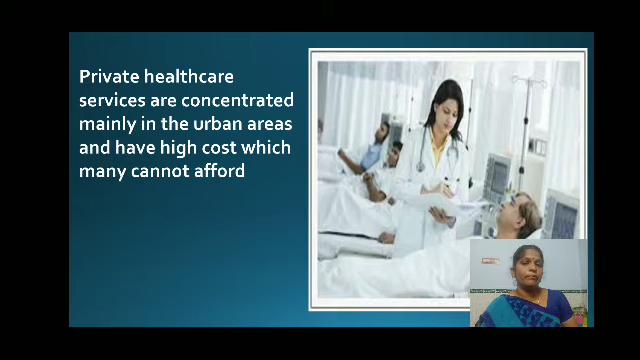 Private healthcare
services are concentrated
mainly in the urban areas
and have high cost which
many cannot afford